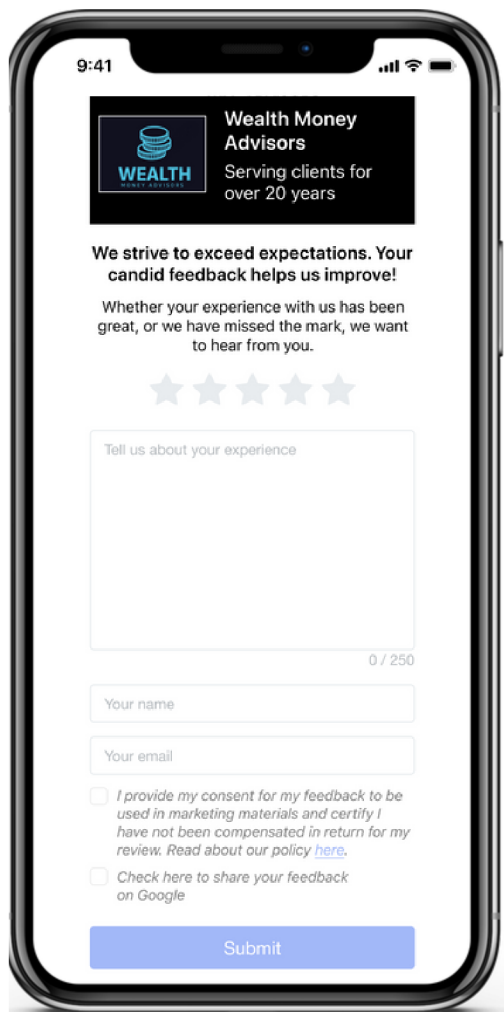 9:41
WEALTH
MONEY ADVISORS
Wealth Money
Advisors
Serving clients for
over 20 years
We strive to exceed expectations. Your
candid feedback helps us improve!
Whether your experience with us has been
great, or we have missed the mark, we want
to hear from you.
Tell us about your experience
0 / 250
Your name
Your email
I provide my consent for my feedback to be
used in marketing materials and certify I
have not been compensated in return for my
review. Read about our policy here.
Check here to share your feedback
on Google
Submit